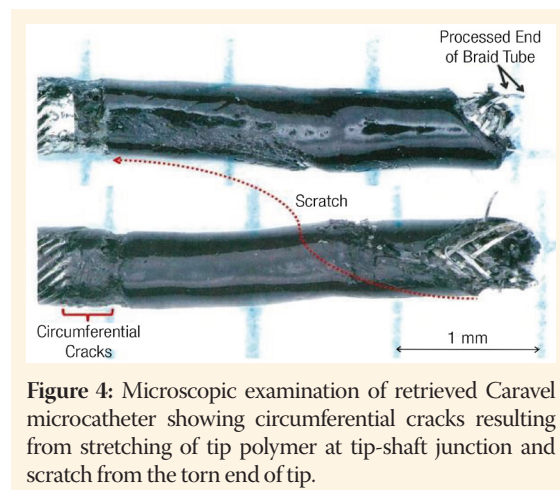 Processed End
of Braid Tube
Scratch
Circumferential
Cracks
1 mm
Figure 4: Microscopic examination of retrieved Caravel
microcatheter showing circumferential cracks resulting
from stretching of tip polymer at tip-shaft junction and
scratch from the torn end of tip.